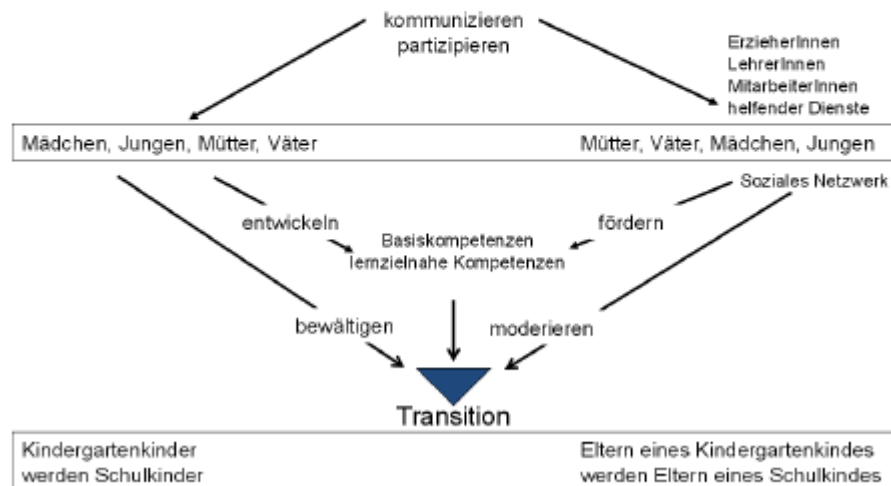 kommunizieren
partizipieren
ErzieherInnen
LehrerInnen
MitarbeiterInnen
helfender Dienste
Mädchen, Jungen, Mütter, Väter
Mütter, Väter, Mädchen, Jungen
Soziales Netzwerk
entwickeln
fördern
Basiskompetenzen
lernzielnahe Kompetenzen
bewältigen
moderieren
Transition
Kindergartenkinder
werden Schulkinder
Eltern eines Kindergartenkindes
werden Eltern eines Schulkindes